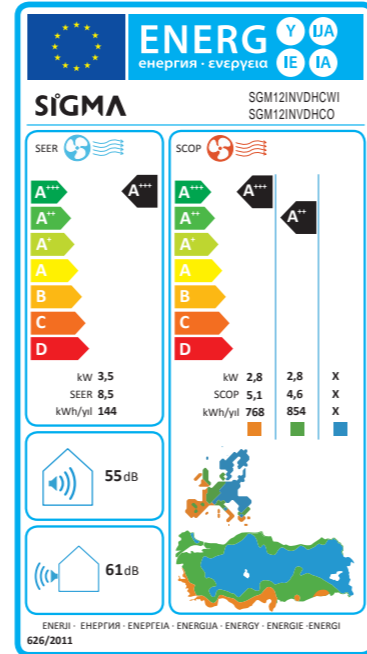 ENERG Y IJA
енергия · ενεργεια IE IA
SİGMA
SGM12INVDHCWI
SGM12INVDHCO
SEER
A+++
A++
A+
A
B
C
D
A+++
kW 3,5
SEER 8,5
kWh/yıl 144
SCOP
A+++
A++
A+
A
B
C
D
A+++
A++
kW 2,8 2,8 X
SCOP 5,1 4,6 X
kWh/yıl 768 854 X
55dB
61dB
ENERJI · ЕНЕРГИЯ · ΕΝΕΡΓΕΙΑ · ENERGIJA · ENERGY · ENERGIE ·ENERGI
626/2011